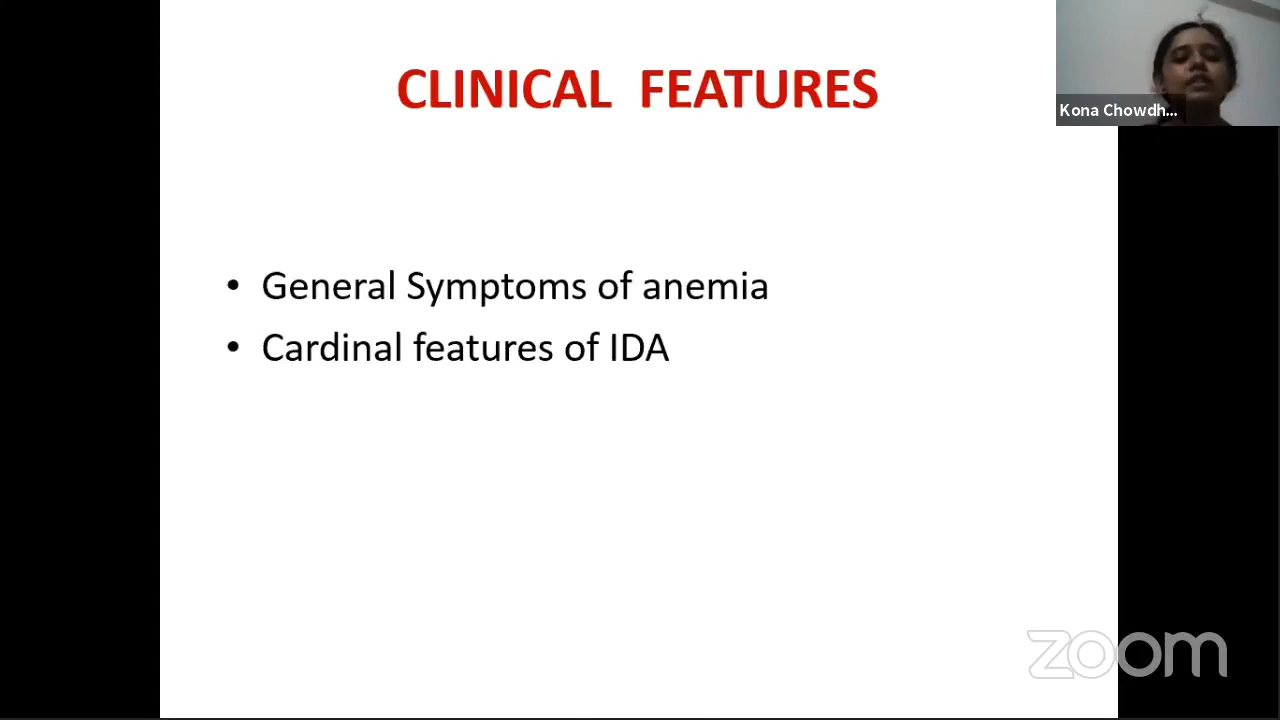 CLINICAL FEATURES
Kona Chowdh...
• General Symptoms of anemia
• Cardinal features of IDA
zoom